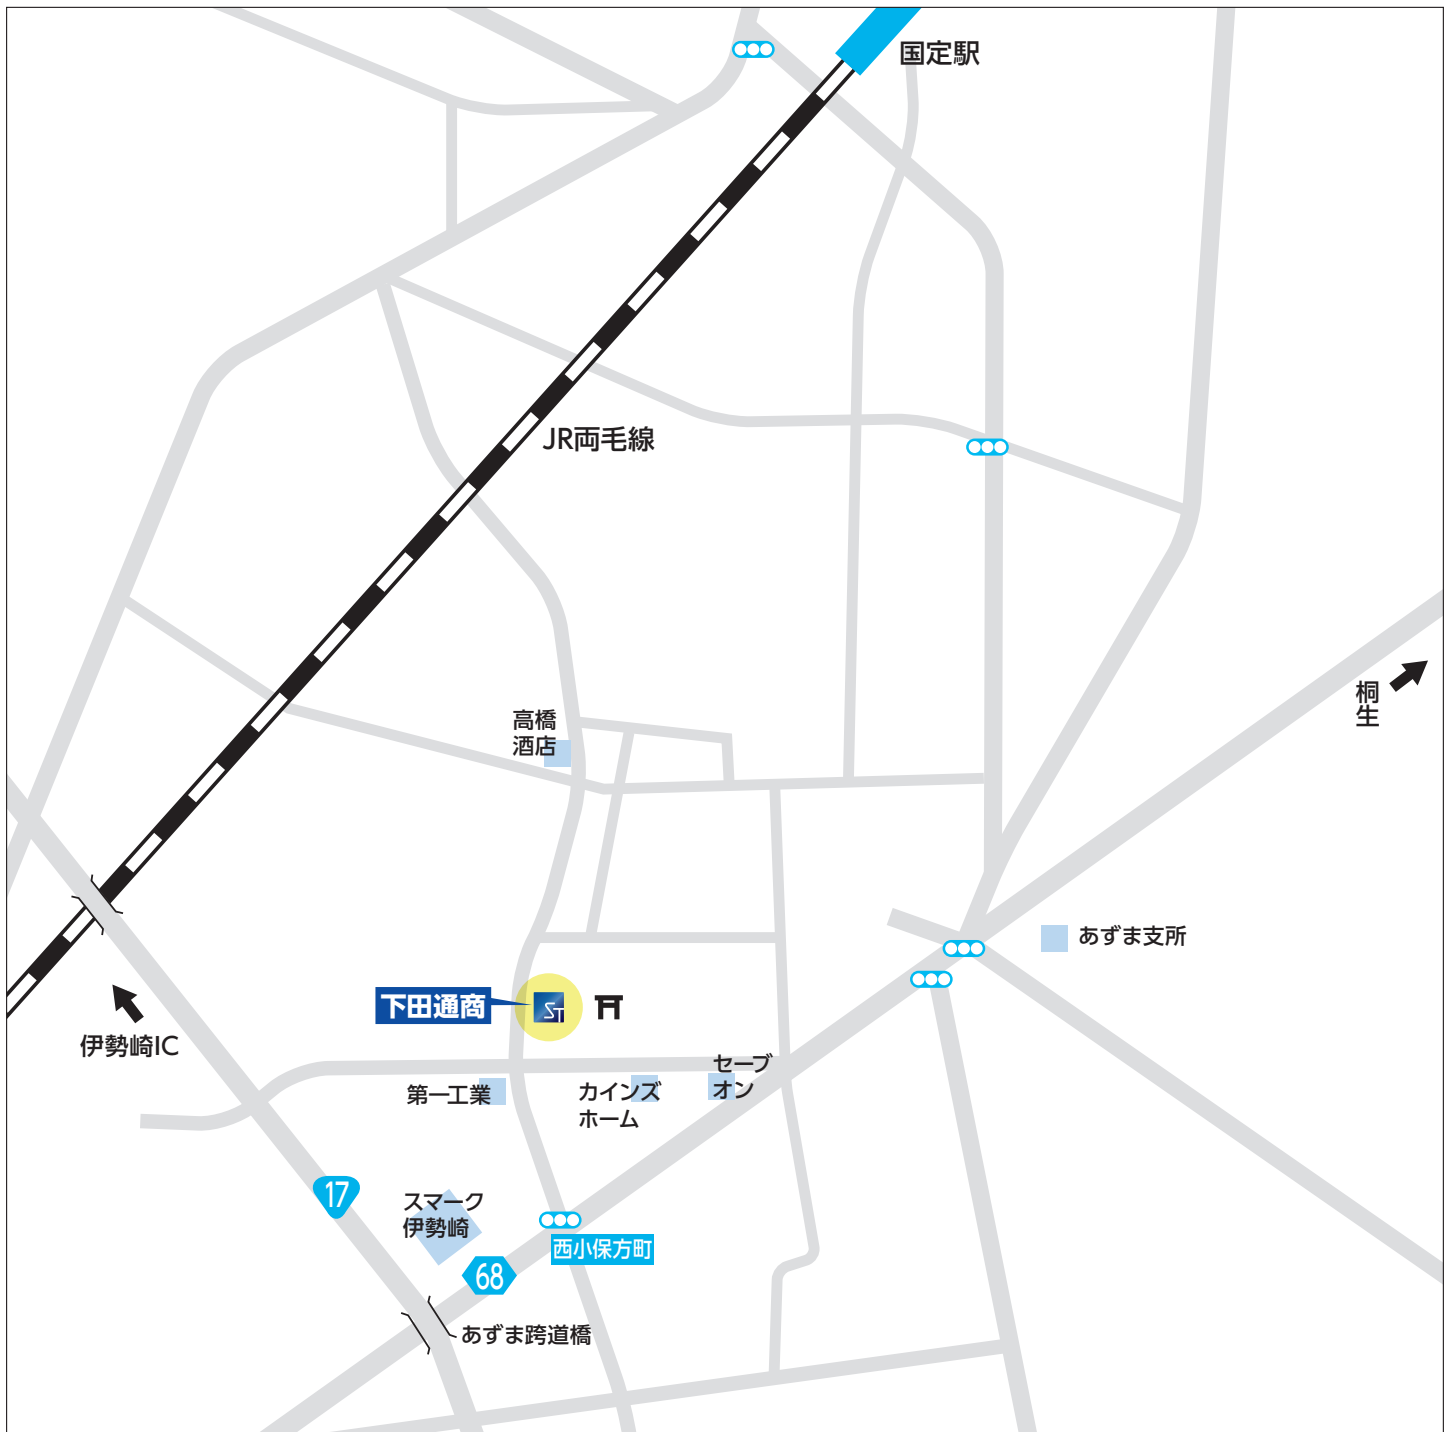 国定駅
JR両毛線
桐生
高橋
酒店
あずま支所
下田通商
ST
伊勢崎IC
第一工業
カインズ
ホーム
セーブ
オン
17
スマーク
伊勢崎
西小保方町
68
あずま跨道橋